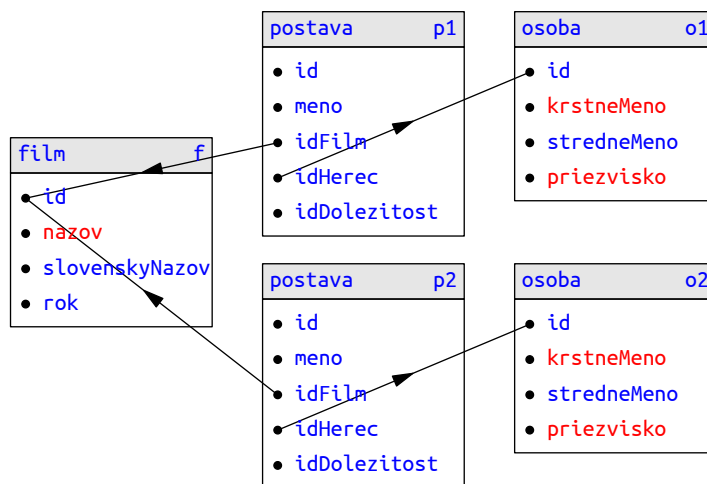 film f
id
nazov
slovenskyNazov
rok
postava p1
id
meno
idFilm
idHerec
idDolezitost
osoba o1
id
krstneMeno
stredneMeno
priezvisko
postava p2
id
meno
idFilm
idHerec
idDolezitost
osoba o2
id
krstneMeno
stredneMeno
priezvisko